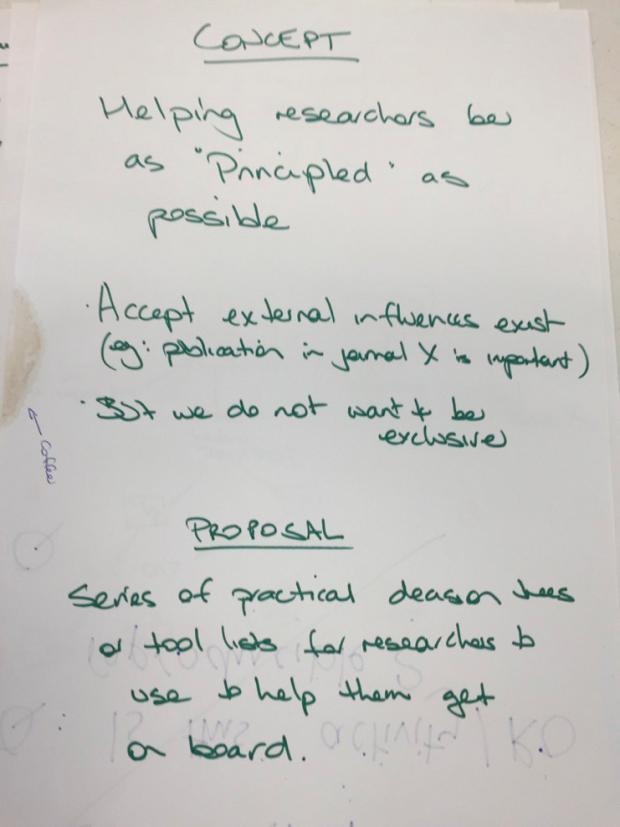 CONCEPT
Helping researchers be
as "Principled" as
possible
· Accept external influences exist
(eg: publication in journal X is important)
· But we do not want to be
exclusive
← coffee
PROPOSAL
Series of practical decision trees
or tool lists for researchers to
use to help them get
on board.